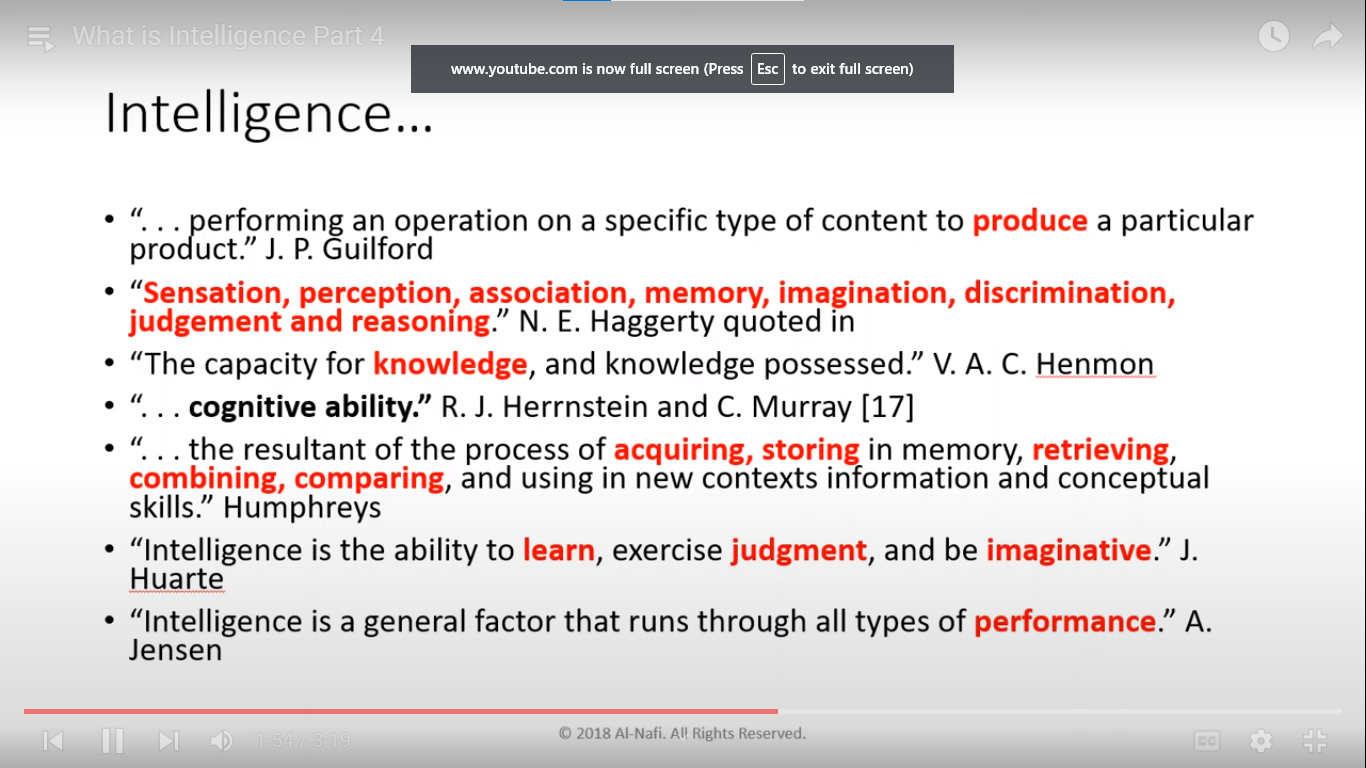 What is Intelligence Part 4
www.youtube.com is now full screen (Press Esc to exit full screen)
Intelligence...
• “. . . performing an operation on a specific type of content to produce a particular
product.” J. P. Guilford
• “Sensation, perception, association, memory, imagination, discrimination,
judgement and reasoning.” N. E. Haggerty quoted in
• “The capacity for knowledge, and knowledge possessed.” V. A. C. Henmon
• “. . . cognitive ability.” R. J. Herrnstein and C. Murray [17]
• “. . . the resultant of the process of acquiring, storing in memory, retrieving,
combining, comparing, and using in new contexts information and conceptual
skills.” Humphreys
• “Intelligence is the ability to learn, exercise judgment, and be imaginative.” J.
Huarte
• “Intelligence is a general factor that runs through all types of performance.” A.
Jensen
1:54 / 3:19
© 2018 Al-Nafi. All Rights Reserved.
CC